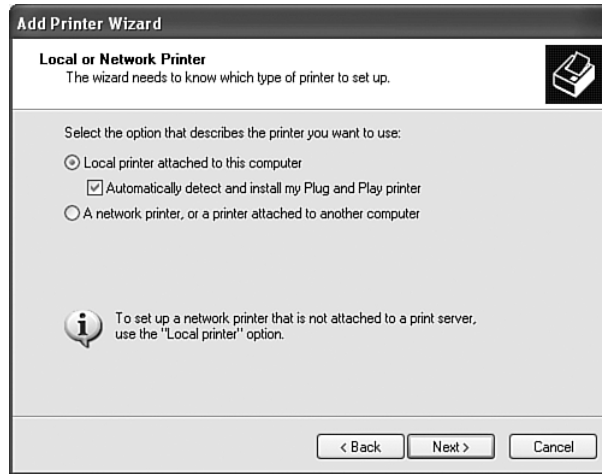 Add Printer Wizard
Local or Network Printer
The wizard needs to know which type of printer to set up.
Select the option that describes the printer you want to use:
Local printer attached to this computer
Automatically detect and install my Plug and Play printer
A network printer, or a printer attached to another computer
To set up a network printer that is not attached to a print server,
use the "Local printer" option.
< Back
Next >
Cancel